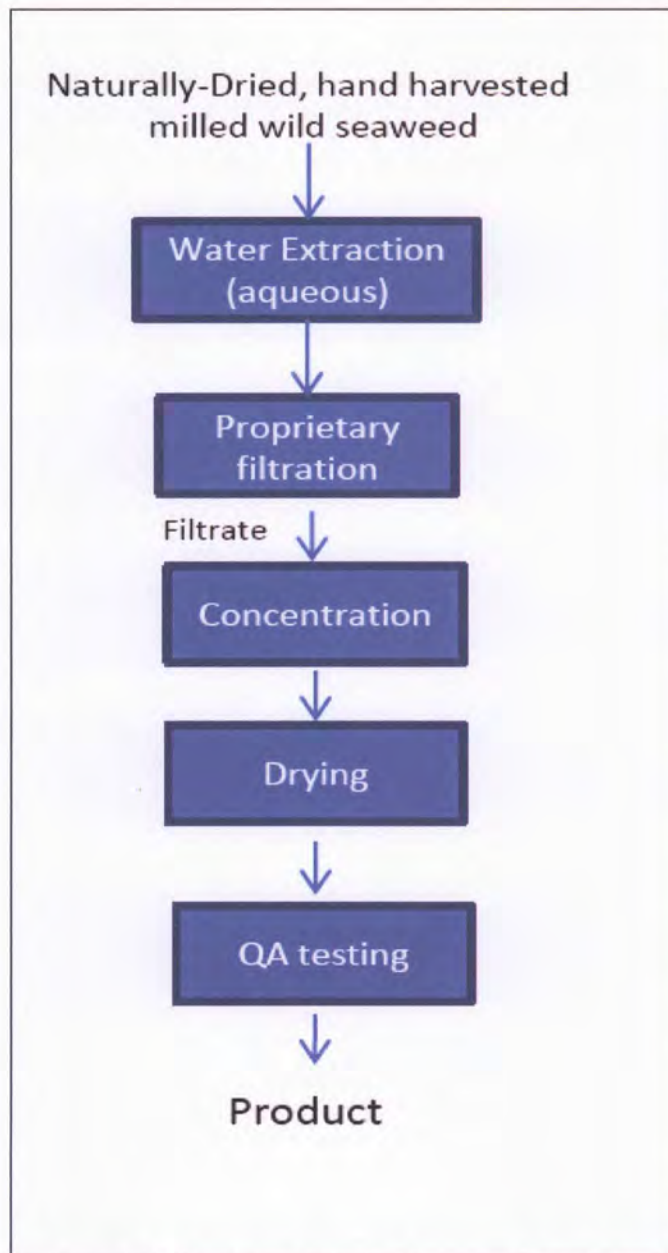 Naturally-Dried, hand harvested
milled wild seaweed
Water Extraction
(aqueous)
Proprietary
filtration
Filtrate
Concentration
Drying
QA testing
Product